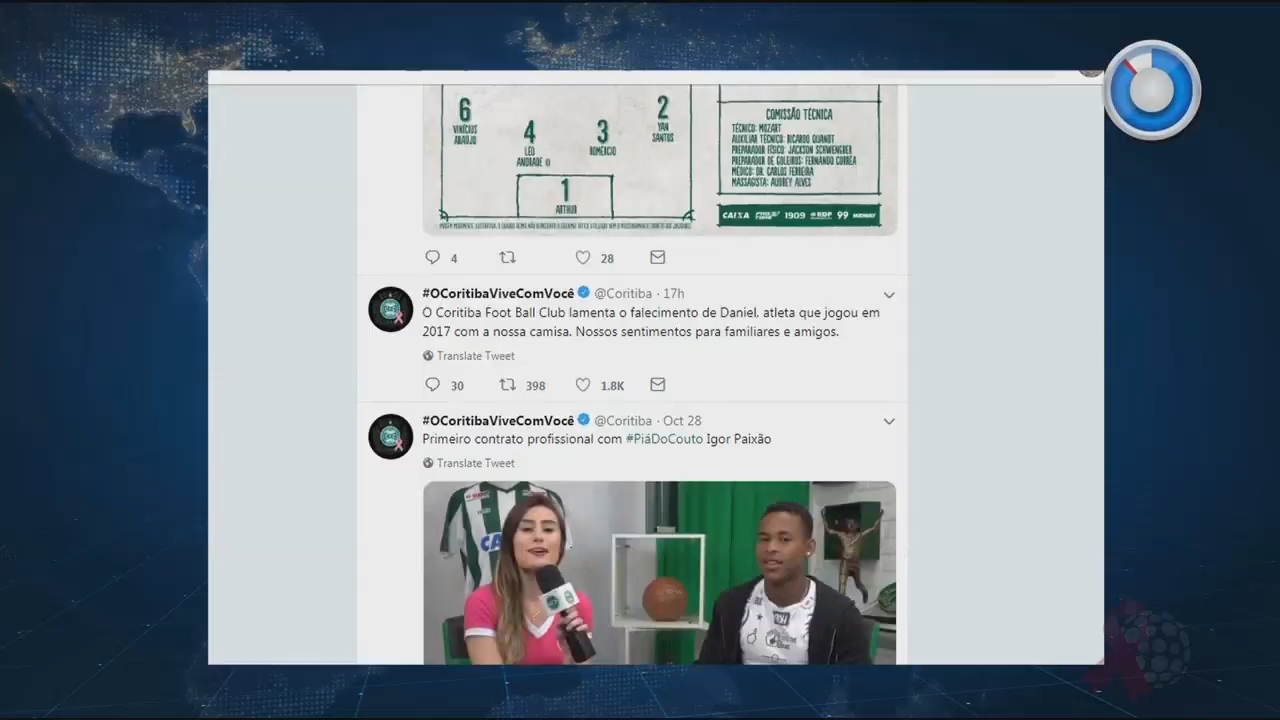 6
VINÍCIUS
ARAÚJO
4
LEO
ANDRADE
3
ROMÉRCIO
2
YAN
SANTOS
1
ARTHUR
COMISSÃO TÉCNICA
TÉCNICO: MOZART
AUXILIAR TÉCNICO: RICARDO QUANDT
PREPARADOR FÍSICO: JACKSON SCHWENGBER
PREPARADOR DE GOLEIROS: FERNANDO CORRÊA
MÉDICO: DR. CARLOS FERREIRA
MASSAGISTA: AUDREY ALVES
CAIXA 1909 99
4 28
#OCoritibaViveComVocê @Coritiba · 17h
O Coritiba Foot Ball Club lamenta o falecimento de Daniel, atleta que jogou em
2017 com a nossa camisa. Nossos sentimentos para familiares e amigos.
Translate Tweet
30 398 1.8K
#OCoritibaViveComVocê @Coritiba · Oct 28
Primeiro contrato profissional com #PiáDoCouto Igor Paixão
Translate Tweet